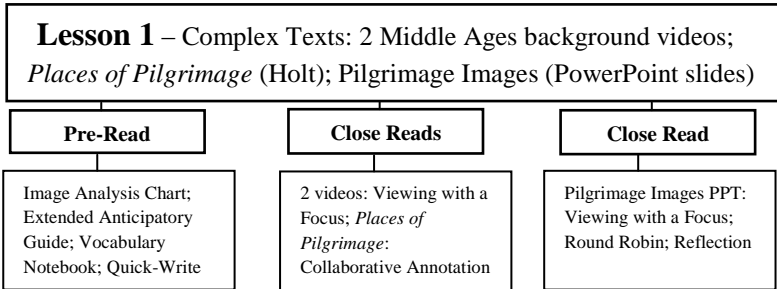 Lesson 1 – Complex Texts: 2 Middle Ages background videos;
Places of Pilgrimage (Holt); Pilgrimage Images (PowerPoint slides)
Pre-Read
Image Analysis Chart;
Extended Anticipatory
Guide; Vocabulary
Notebook; Quick-Write
Close Reads
2 videos: Viewing with a
Focus; Places of
Pilgrimage:
Collaborative Annotation
Close Read
Pilgrimage Images PPT:
Viewing with a Focus;
Round Robin; Reflection